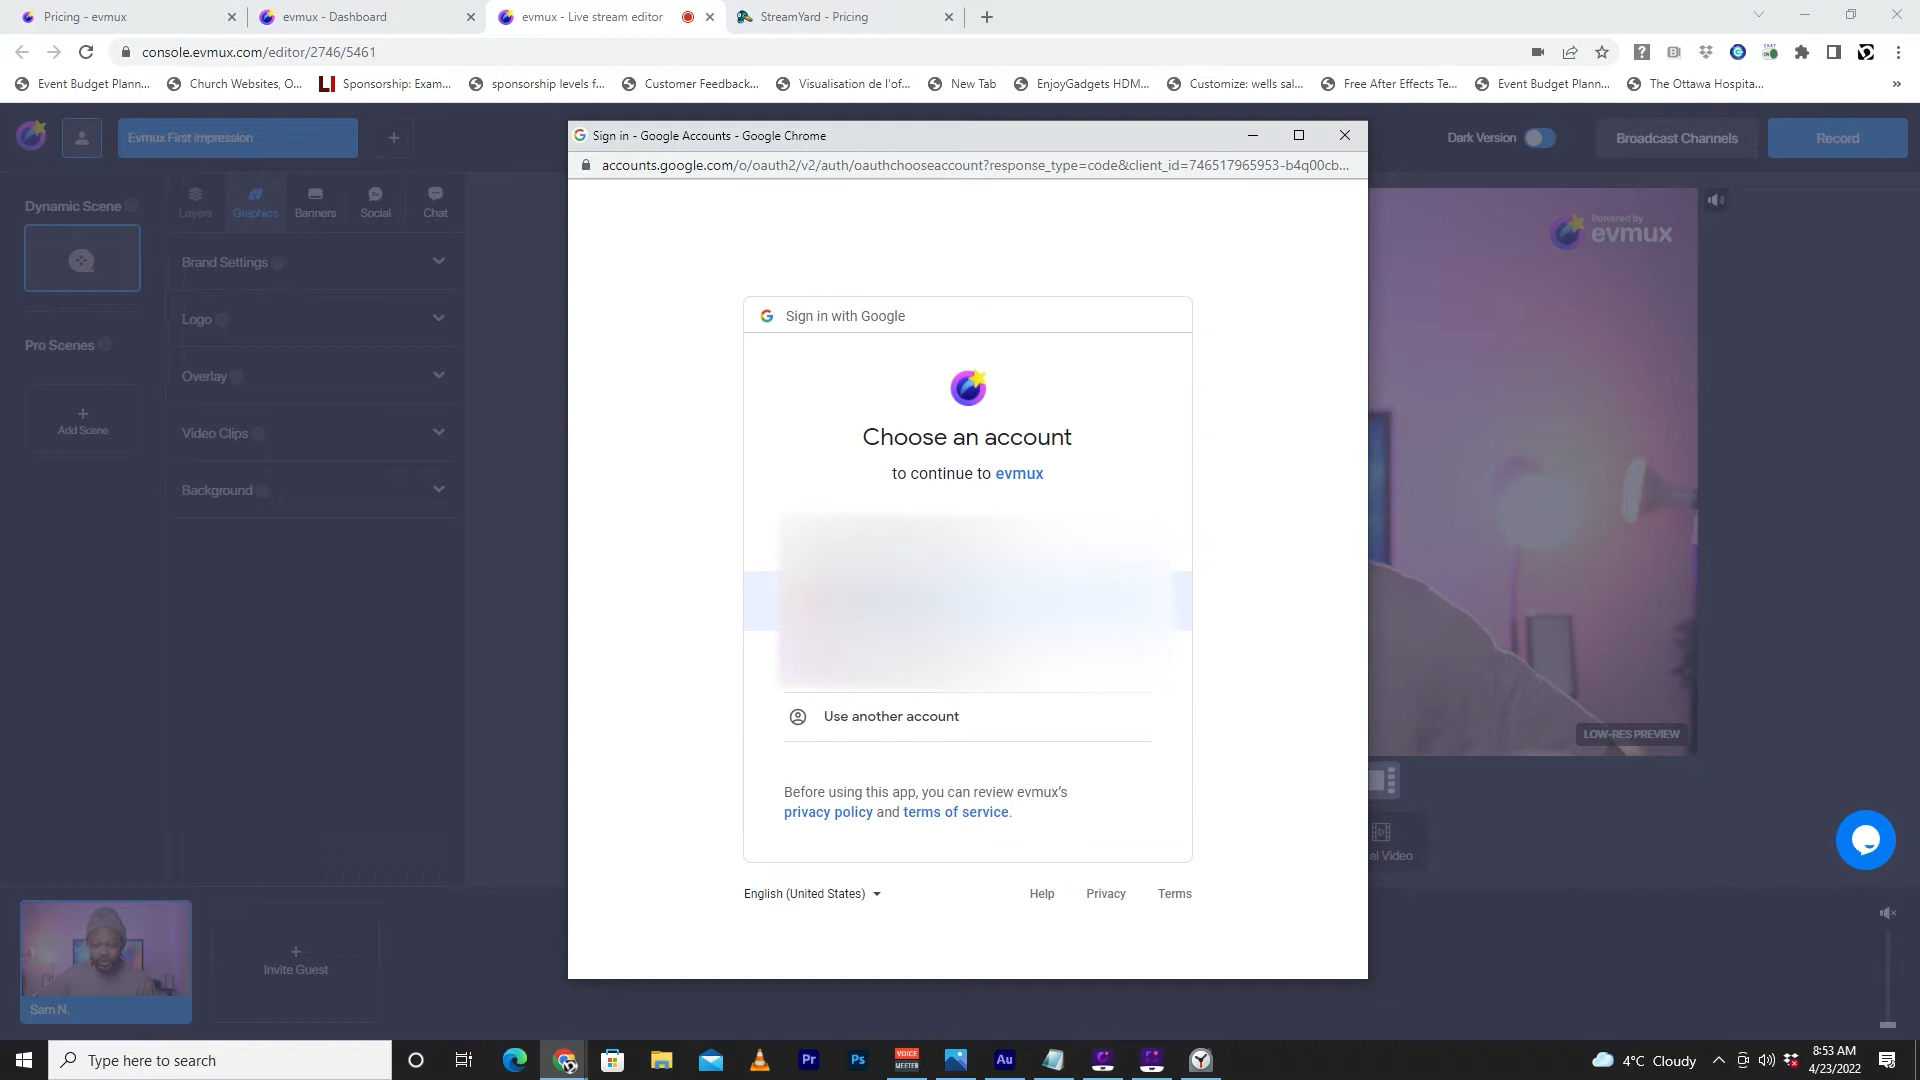 Pricing - evmux
evmux - Dashboard
evmux - Live stream editor
StreamYard - Pricing
console.evmux.com/editor/2746/5461
Event Budget Plann...
Church Websites, O...
Sponsorship: Exam...
sponsorship levels f...
Customer Feedback...
Visualisation de l'of...
New Tab
EnjoyGadgets HDM...
Customize: wells sal...
Free After Effects Te...
Event Budget Plann...
The Ottawa Hospita...
»
Evmux First impression
+
Dark Version
Broadcast Channels
Record
Sign in - Google Accounts - Google Chrome
accounts.google.com/o/oauth2/v2/auth/oauthchooseaccount?response_type=code&client_id=746517965953-b4q00cb...
Dynamic Scene
Layers
Graphics
Banners
Social
Chat
Brand Settings
Logo
Overlay
Video Clips
Background
Pro Scenes
+
Add Scene
Powered by
evmux
Sign in with Google
Choose an account
to continue to evmux
Use another account
Before using this app, you can review evmux's
privacy policy and terms of service.
English (United States)
Help
Privacy
Terms
LOW-RES PREVIEW
al Video
Sam N.
+
Invite Guest
Type here to search
Pr
Ps
VOICE
MEETER
Au
4°C Cloudy
8:53 AM
4/23/2022